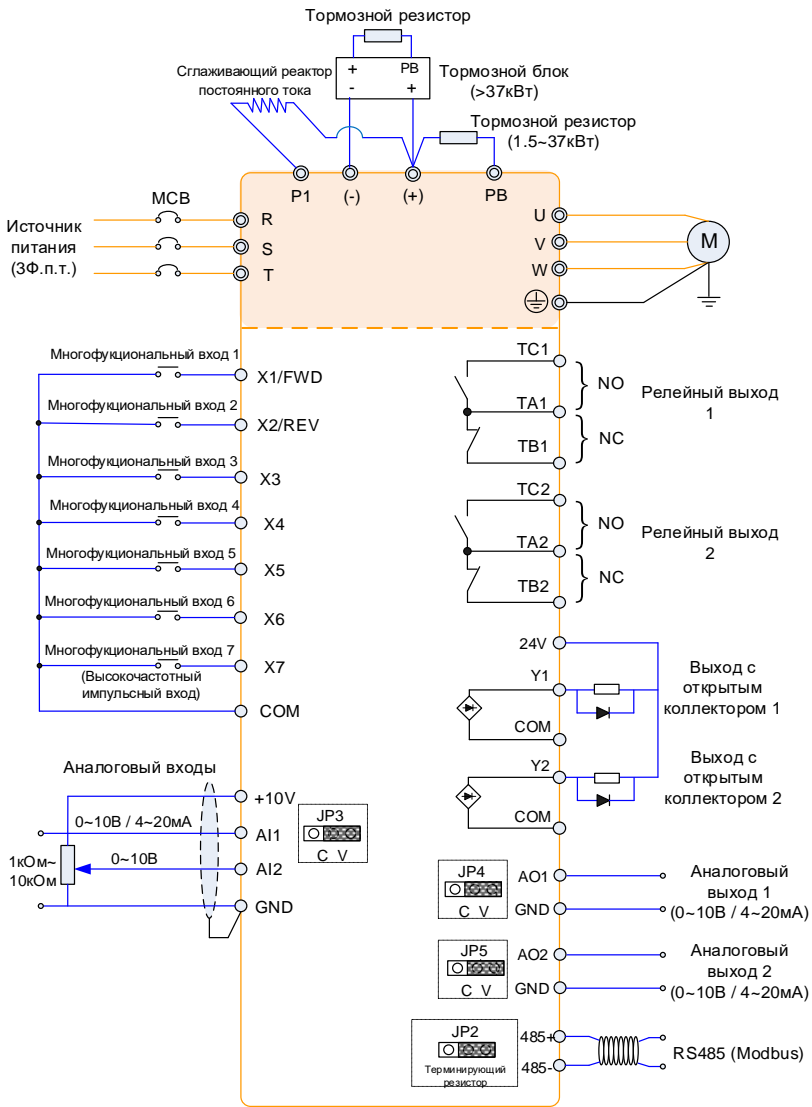 Тормозной резистор
Сглаживающий реактор
постоянного тока
+ PB
- +
Тормозной блок
(>37кВт)
Тормозной резистор
(1.5~37кВт)
P1 (-) (+) PB
MCB
Источник
питания
(3Ф.п.т.)
R
S
T
U
V
W
M
Многофукциональный вход 1
X1/FWD
Многофукциональный вход 2
X2/REV
Многофукциональный вход 3
X3
Многофукциональный вход 4
X4
Многофукциональный вход 5
X5
Многофукциональный вход 6
X6
Многофукциональный вход 7
(Высокочастотный
импульсный вход)
X7
COM
TC1
NO
TA1
NC
TB1
Релейный выход
1
TC2
NO
TA2
NC
TB2
Релейный выход
2
24V
Y1
COM
Выход с
открытым
коллектором 1
Y2
COM
Выход с
открытым
коллектором 2
Аналоговый входы
+10V
0~10В / 4~20мА
AI1
1кОм~
10кОм
0~10В
AI2
GND
JP3
C V
JP4
C V
AO1
GND
Аналоговый
выход 1
(0~10В / 4~20мА)
JP5
C V
AO2
GND
Аналоговый
выход 2
(0~10В / 4~20мА)
JP2
Терминирующий
резистор
485+
485-
RS485 (Modbus)